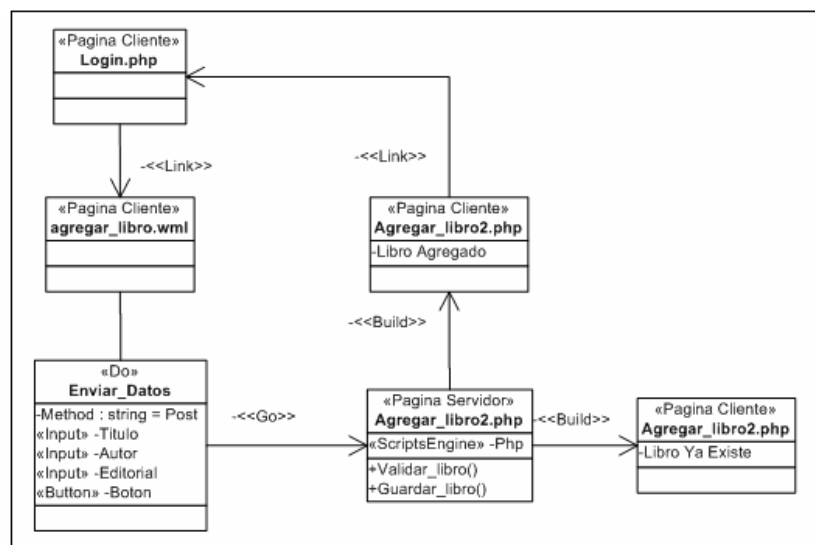 «Pagina Cliente»
Login.php
-<<Link>>
«Pagina Cliente»
agregar_libro.wml
«Do»
Enviar_Datos
-Method : string = Post
«Input» -Titulo
«Input» -Autor
«Input» -Editorial
«Button» -Boton
-<<Go>>
«Pagina Servidor»
Agregar_libro2.php
«ScriptsEngine» -Php
+Validar_libro()
+Guardar_libro()
-<<Build>>
«Pagina Cliente»
Agregar_libro2.php
-Libro Agregado
-<<Link>>
-<<Build>>
«Pagina Cliente»
Agregar_libro2.php
-Libro Ya Existe